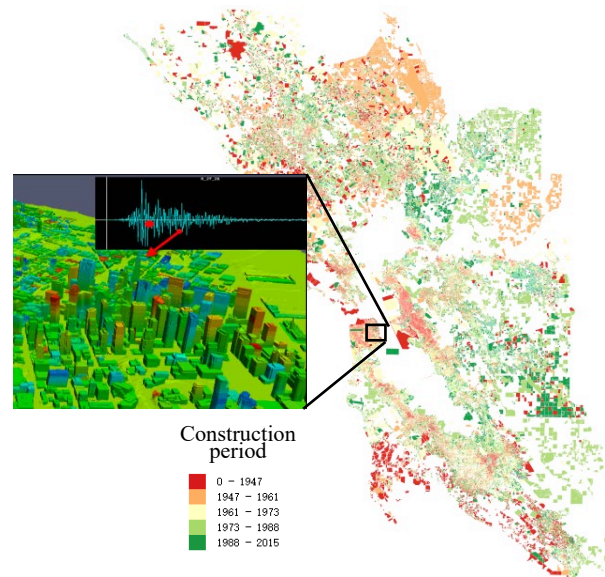 Construction
period
0 - 1947
1947 - 1961
1961 - 1973
1973 - 1988
1988 - 2015